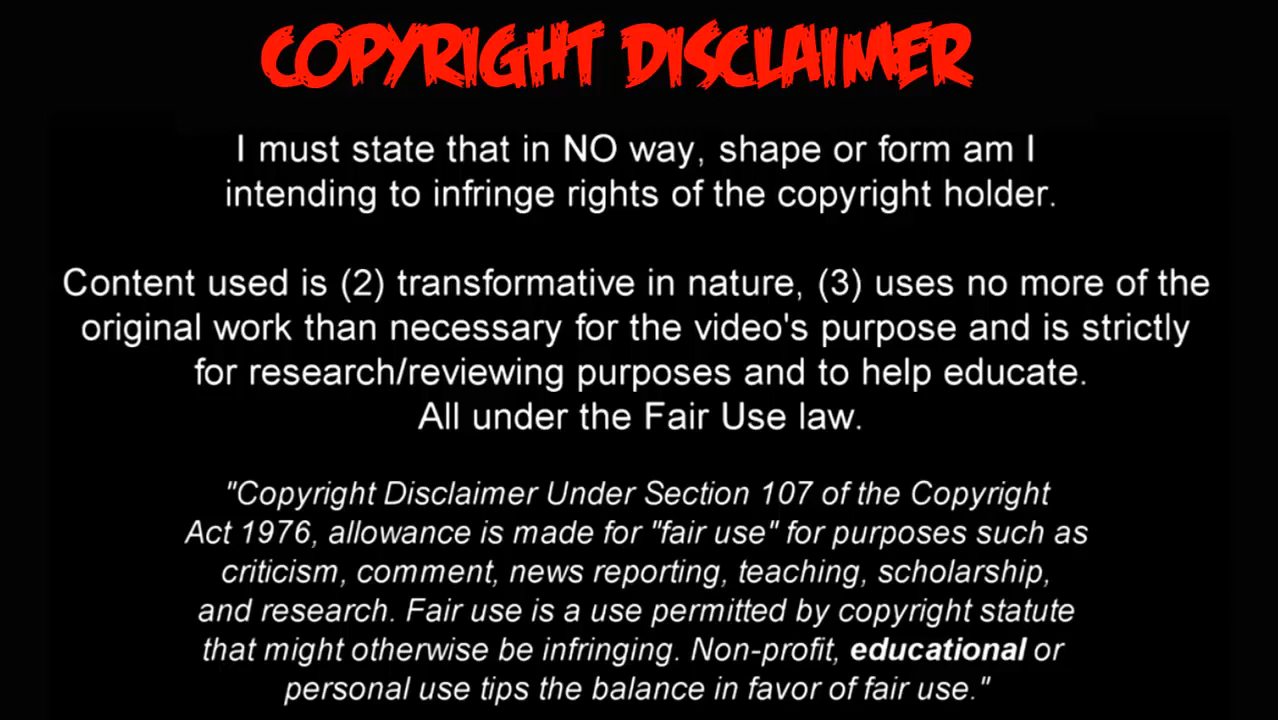 COPYRIGHT DISCLAIMER
I must state that in NO way, shape or form am I
intending to infringe rights of the copyright holder.
Content used is (2) transformative in nature, (3) uses no more of the
original work than necessary for the video's purpose and is strictly
for research/reviewing purposes and to help educate.
All under the Fair Use law.
"Copyright Disclaimer Under Section 107 of the Copyright
Act 1976, allowance is made for "fair use" for purposes such as
criticism, comment, news reporting, teaching, scholarship,
and research. Fair use is a use permitted by copyright statute
that might otherwise be infringing. Non-profit, educational or
personal use tips the balance in favor of fair use."